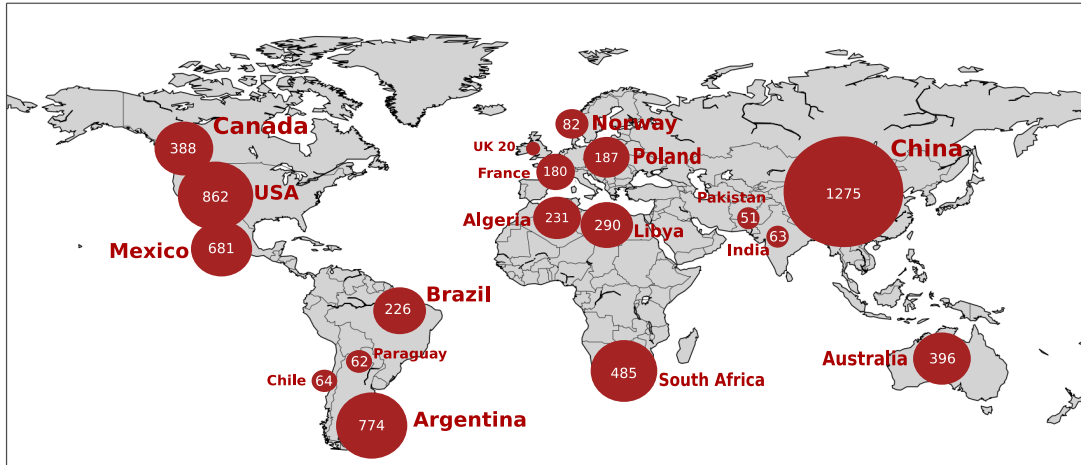 Canada
388
862
USA
Mexico
681
Brazil
226
Paraguay
62
Chile
64
Argentina
774
82
Norway
UK 20
187
Poland
France
180
Algeria
231
290
Libya
485
South Africa
China
1275
Pakistan
51
63
India
Australia
396